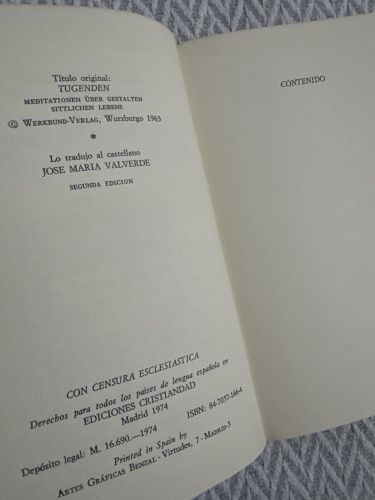 Título original:
TUGENDEN
MEDITATIONEN ÜBER GESTALTEN
SITTLICHEN LEBENS
© WERKBUND-VERLAG, Wurzburgo 1963
*
Lo tradujo al castellano
JOSE MARIA VALVERDE
SEGUNDA EDICION
CON CENSURA ESCLESIASTICA
Derechos para todos los países de lengua española en
EDICIONES CRISTIANDAD
Madrid 1974
Depósito legal: M. 16.690.—1974 ISBN: 84-7057-1664
Printed in Spain by
ARTES GRÁFICAS BENZAL - Virtudes, 7 - MADRID-3
CONTENIDO